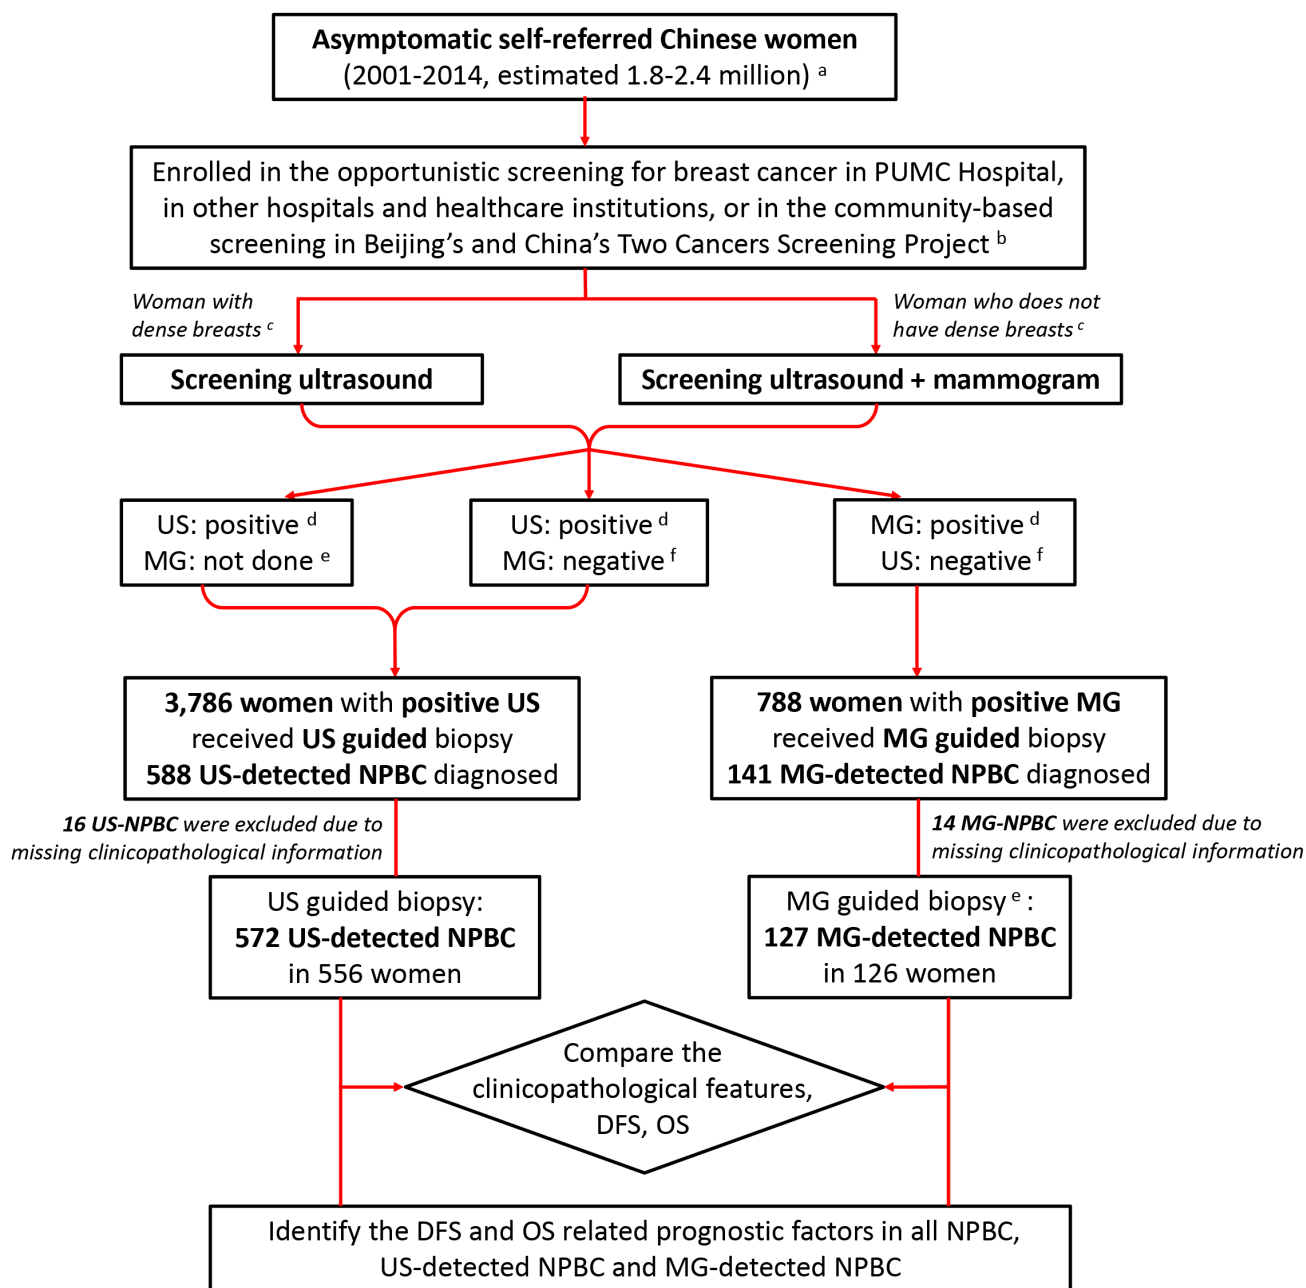 Asymptomatic self-referred Chinese women
(2001-2014, estimated 1.8-2.4 million) a
Enrolled in the opportunistic screening for breast cancer in PUMC Hospital,
in other hospitals and healthcare institutions, or in the community-based
screening in Beijing’s and China’s Two Cancers Screening Project b
Woman with
dense breasts c
Woman who does not
have dense breasts c
Screening ultrasound
Screening ultrasound + mammogram
US: positive d
MG: not done e
US: positive d
MG: negative f
MG: positive d
US: negative f
3,786 women with positive US
received US guided biopsy
588 US-detected NPBC diagnosed
788 women with positive MG
received MG guided biopsy
141 MG-detected NPBC diagnosed
16 US-NPBC were excluded due to
missing clinicopathological information
14 MG-NPBC were excluded due to
missing clinicopathological information
US guided biopsy:
572 US-detected NPBC
in 556 women
MG guided biopsy e :
127 MG-detected NPBC
in 126 women
Compare the
clinicopathological features,
DFS, OS
Identify the DFS and OS related prognostic factors in all NPBC,
US-detected NPBC and MG-detected NPBC